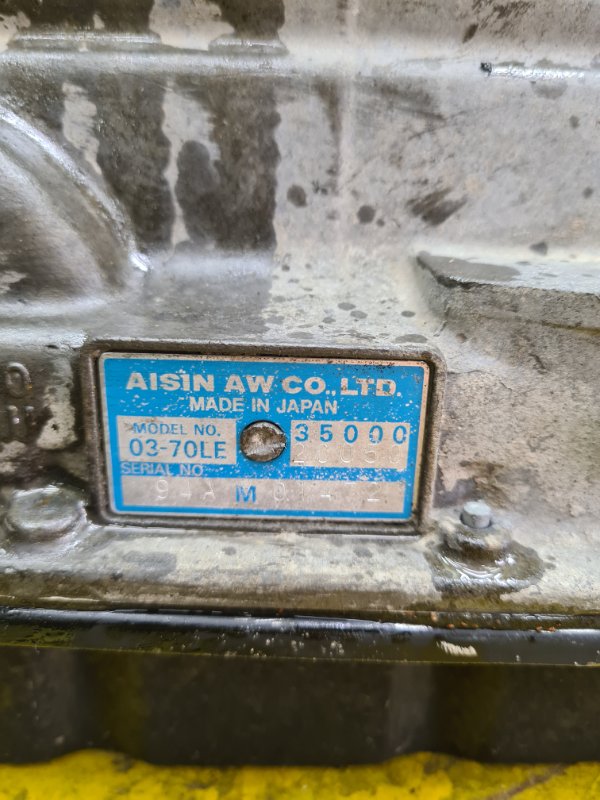 AISIN AW CO., LTD.
MADE IN JAPAN
MODEL NO. 35000
03-70LE
SERIAL NO
M